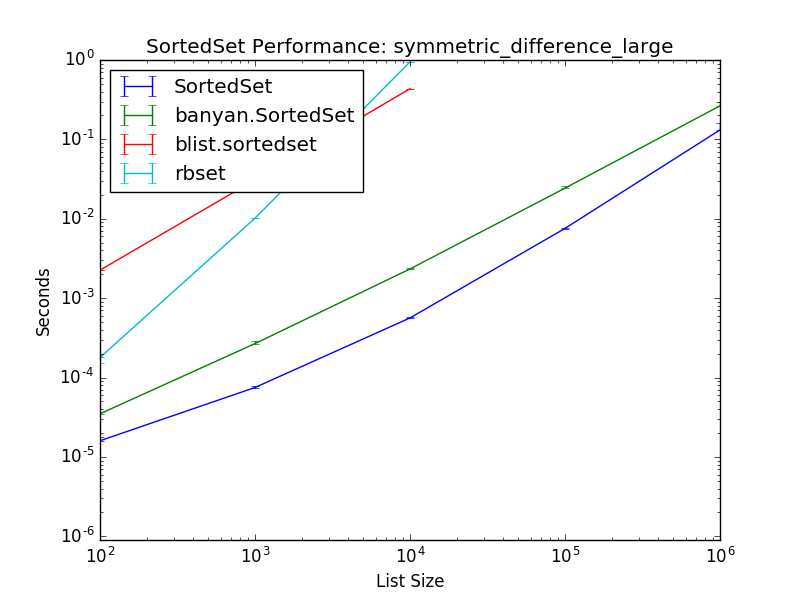 SortedSet Performance: symmetric_difference_large
SortedSet
banyan.SortedSet
blist.sortedset
rbset
Seconds
10^0
10^-1
10^-2
10^-3
10^-4
10^-5
10^-6
10^2 10^3 10^4 10^5 10^6
List Size